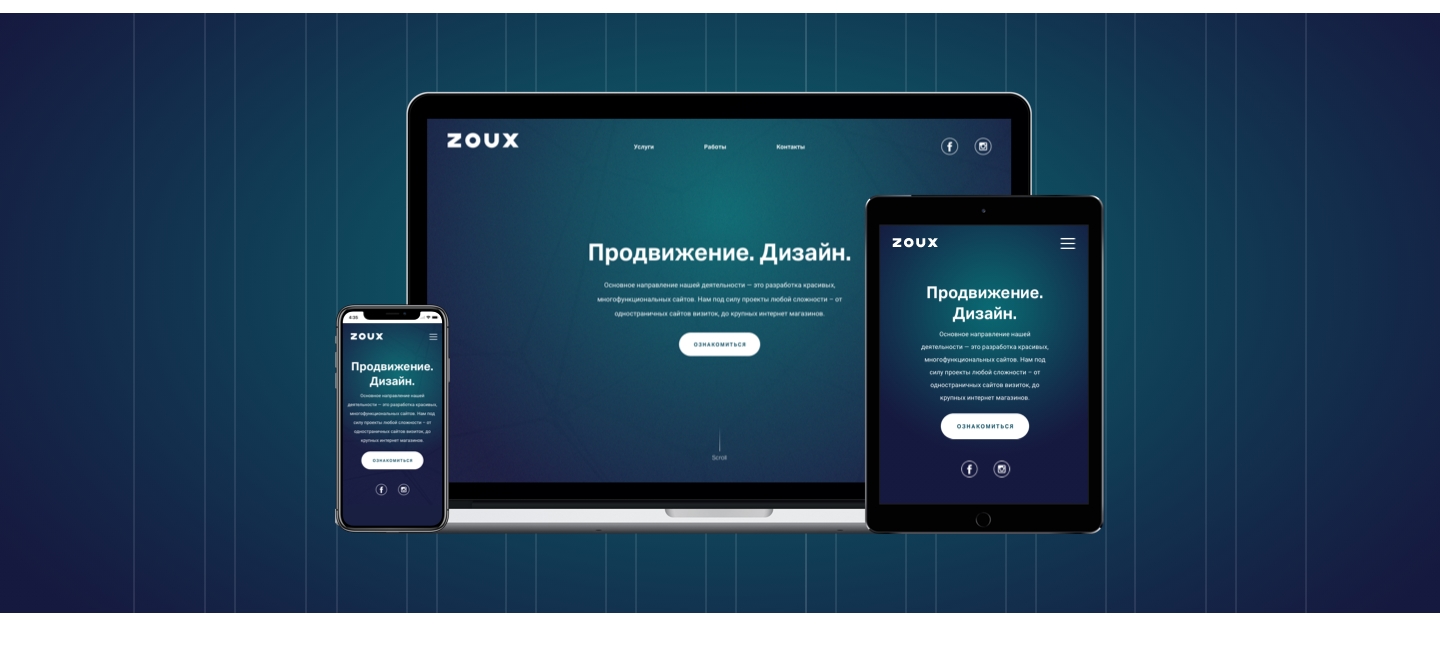 ZOUX
Услуги
Работы
Контакты
Продвижение. Дизайн.
Основное направление нашей деятельности — это разработка красивых,
многофункциональных сайтов. Нам под силу проекты любой сложности – от
одностраничных сайтов визиток, до крупных интернет магазинов.
ОЗНАКОМИТЬСЯ
Scroll
ZOUX
Продвижение.
Дизайн.
Основное направление нашей
деятельности — это разработка красивых,
многофункциональных сайтов. Нам под
силу проекты любой сложности – от
одностраничных сайтов визиток, до
крупных интернет магазинов.
ОЗНАКОМИТЬСЯ
4:35
ZOUX
Продвижение.
Дизайн.
Основное направление нашей
деятельности — это разработка красивых,
многофункциональных сайтов. Нам под
силу проекты любой сложности – от
одностраничных сайтов визиток, до
крупных интернет магазинов.
ОЗНАКОМИТЬСЯ